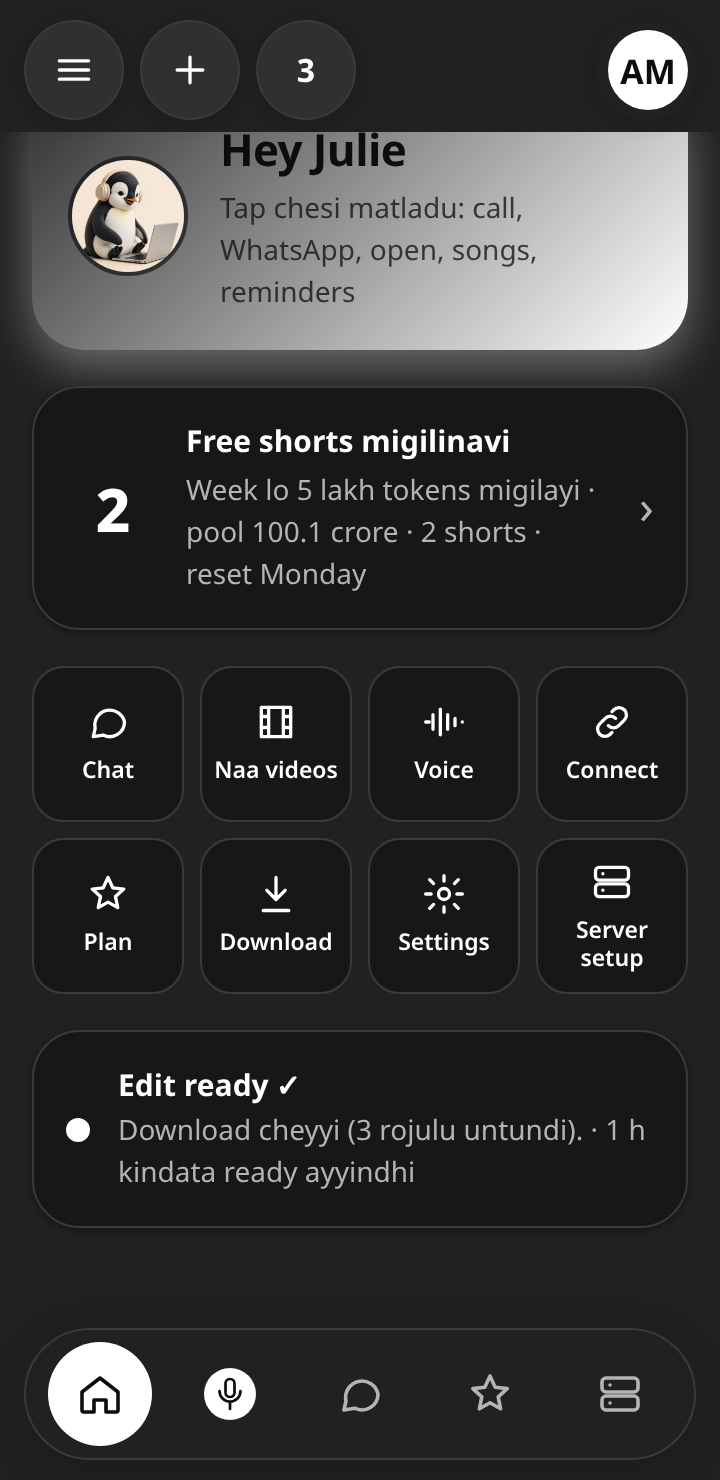 3
AM
Hey Julie
Tap chesi matladu: call,
WhatsApp, open, songs,
reminders
2
Free shorts migilinavi
Week lo 5 lakh tokens migilayi ·
pool 100.1 crore · 2 shorts ·
reset Monday
›
Chat
Naa videos
Voice
Connect
Plan
Download
Settings
Server
setup
Edit ready ✓
Download cheyyi (3 rojulu untundi). · 1 h
kindata ready ayyindhi